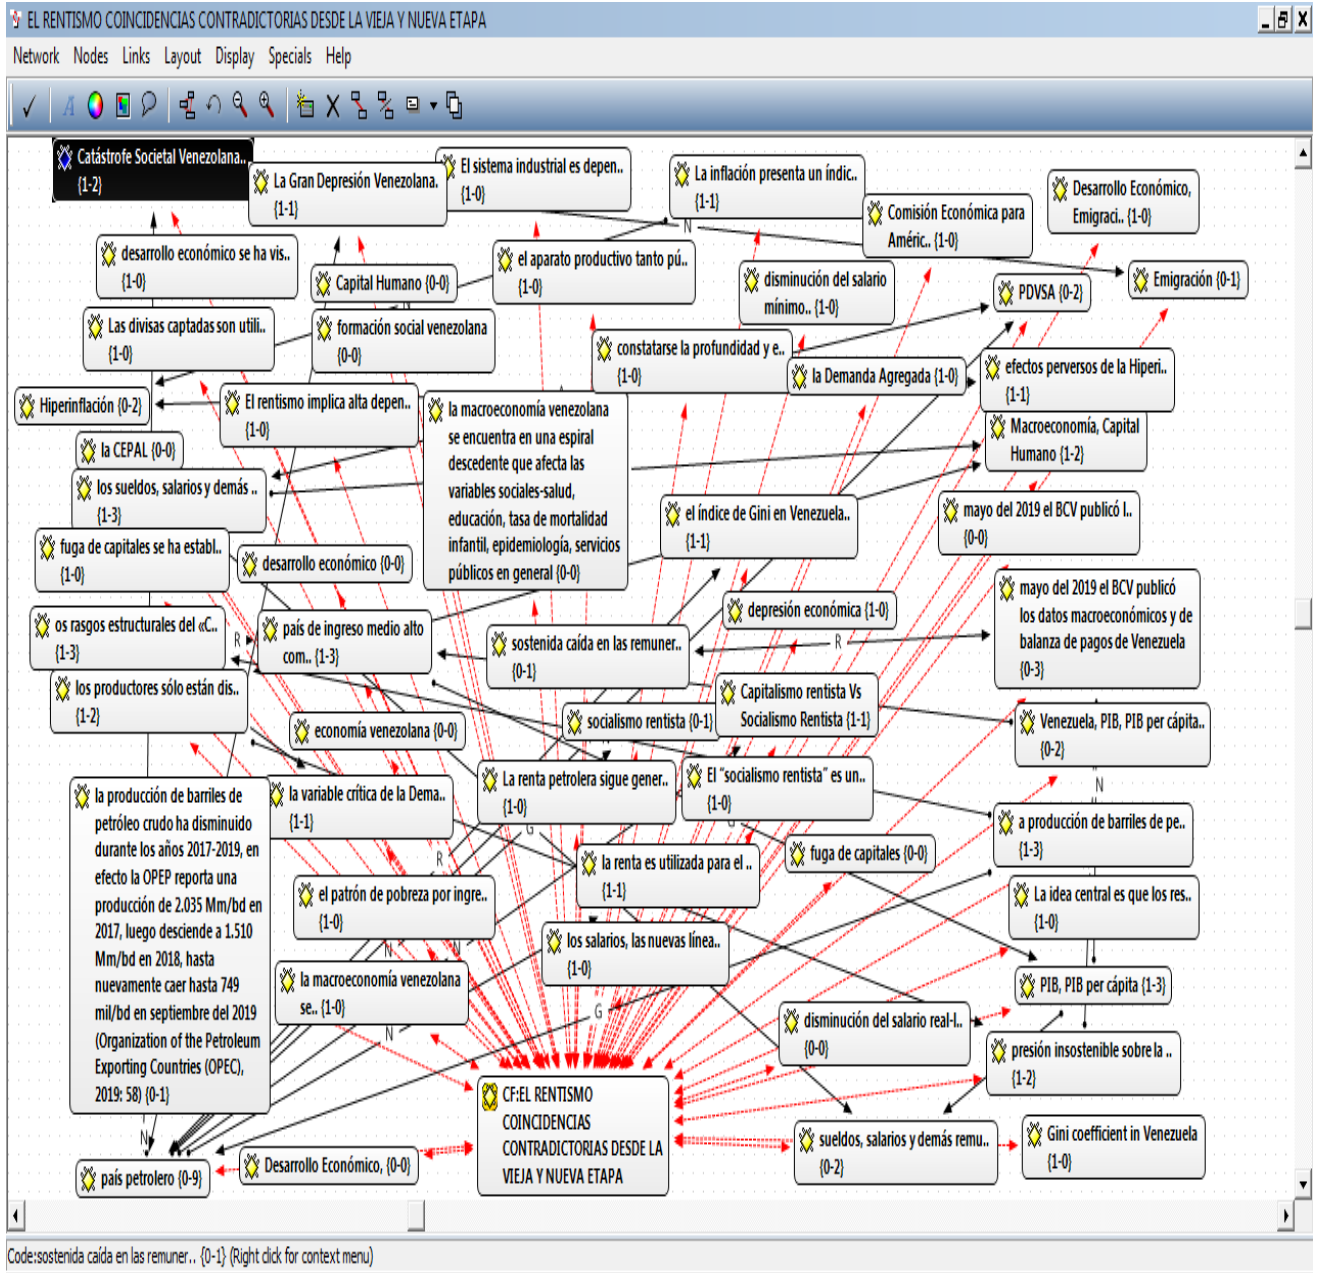 EL RENTISMO COINCIDENCIAS CONTRADICTORIAS DESDE LA VIEJA Y NUEVA ETAPA
Network Nodes Links Layout Display Specials Help
Catástrofe Societal Venezolana..
{1-2}
La Gran Depresión Venezolana.
{1-1}
El sistema industrial es depen..
{1-0}
La inflación presenta un índic..
{1-1}
Comisión Económica para
Améric.. {1-0}
Desarrollo Económico,
Emigraci.. {1-0}
desarrollo económico se ha vis..
{1-0}
Capital Humano {0-0}
el aparato productivo tanto pú..
{1-0}
disminución del salario
mínimo.. {1-0}
PDVSA {0-2}
Emigración {0-1}
N
Las divisas captadas son utili..
{1-0}
formación social venezolana
{0-0}
constatarse la profundidad y e..
{1-0}
la Demanda Agregada {1-0}
efectos perversos de la Hiperi..
{1-1}
Hiperinflación {0-2}
El rentismo implica alta depen..
{1-0}
la macroeconomía venezolana
se encuentra en una espiral
descedente que afecta las
variables sociales-salud,
educación, tasa de mortalidad
infantil, epidemiología, servicios
públicos en general {0-0}
Macroeconomía, Capital
Humano {1-2}
la CEPAL {0-0}
los sueldos, salarios y demás ..
{1-3}
el índice de Gini en Venezuela..
{1-1}
mayo del 2019 el BCV publicó l..
{0-0}
fuga de capitales se ha establ..
{1-0}
desarrollo económico {0-0}
mayo del 2019 el BCV publicó
los datos macroeconómicos y de
balanza de pagos de Venezuela
{0-3}
os rasgos estructurales del «C..
{1-3}
R
país de ingreso medio alto
com.. {1-3}
sostenida caída en las remuner..
{0-1}
depresión económica {1-0}
R
los productores sólo están dis..
{1-2}
economía venezolana {0-0}
socialismo rentista {0-1}
Capitalismo rentista Vs
Socialismo Rentista {1-1}
Venezuela, PIB, PIB per cápita..
{0-2}
la producción de barriles de
petróleo crudo ha disminuido
durante los años 2017-2019, en
efecto la OPEP reporta una
producción de 2.035 Mm/bd en
2017, luego desciende a 1.510
Mm/bd en 2018, hasta
nuevamente caer hasta 749
mil/bd en septiembre del 2019
(Organization of the Petroleum
Exporting Countries (OPEC),
2019: 58) {0-1}
la variable crítica de la Dema..
{1-1}
La renta petrolera sigue gener..
{1-0}
El "socialismo rentista" es un..
{1-0}
N
a producción de barriles de pe..
{1-3}
G
R
la renta es utilizada para el ..
{1-1}
fuga de capitales {0-0}
el patrón de pobreza por ingre..
{1-0}
La idea central es que los res..
{1-0}
los salarios, las nuevas línea..
{1-0}
N
N
la macroeconomía venezolana
se.. {1-0}
PIB, PIB per cápita {1-3}
G
N
disminución del salario real-l..
{0-0}
presión insostenible sobre la ..
{1-2}
CF:EL RENTISMO
COINCIDENCIAS
CONTRADICTORIAS DESDE LA
VIEJA Y NUEVA ETAPA
N
país petrolero {0-9}
Desarrollo Económico, {0-0}
sueldos, salarios y demás remu..
{0-2}
Gini coefficient in Venezuela
{1-0}
Code:sostenida caída en las remuner.. {0-1} (Right click for context menu)